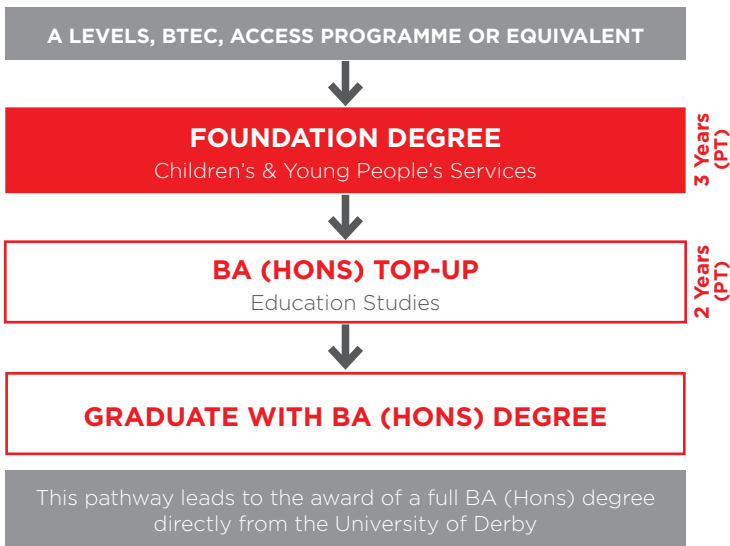 A LEVELS, BTEC, ACCESS PROGRAMME OR EQUIVALENT
FOUNDATION DEGREE
Children's & Young People's Services
3 Years
(PT)
BA (HONS) TOP-UP
Education Studies
2 Years
(PT)
GRADUATE WITH BA (HONS) DEGREE
This pathway leads to the award of a full BA (Hons) degree
directly from the University of Derby